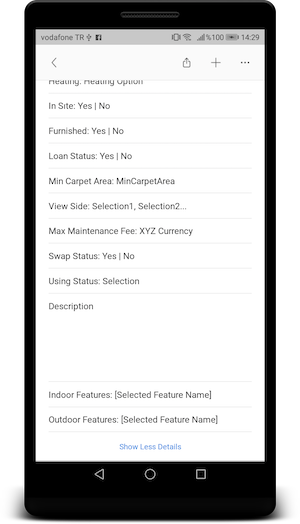 vodafone TR %100 14:29
Heating: Heating Option
In Site: Yes | No
Furnished: Yes | No
Loan Status: Yes | No
Min Carpet Area: MinCarpetArea
View Side: Selection1, Selection2...
Max Maintenance Fee: XYZ Currency
Swap Status: Yes | No
Using Status: Selection
Description
Indoor Features: [Selected Feature Name]
Outdoor Features: [Selected Feature Name]
Show Less Details